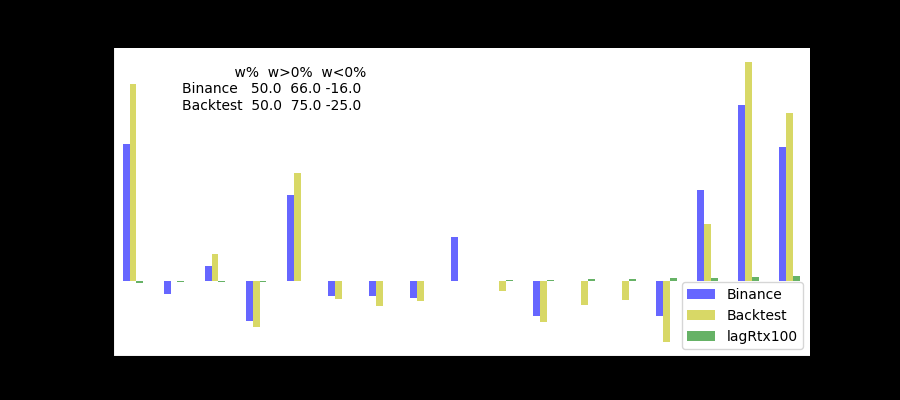 w% w>0% w<0%
Binance 50.0 66.0 -16.0
Backtest 50.0 75.0 -25.0
Binance
Backtest
lagRtx100